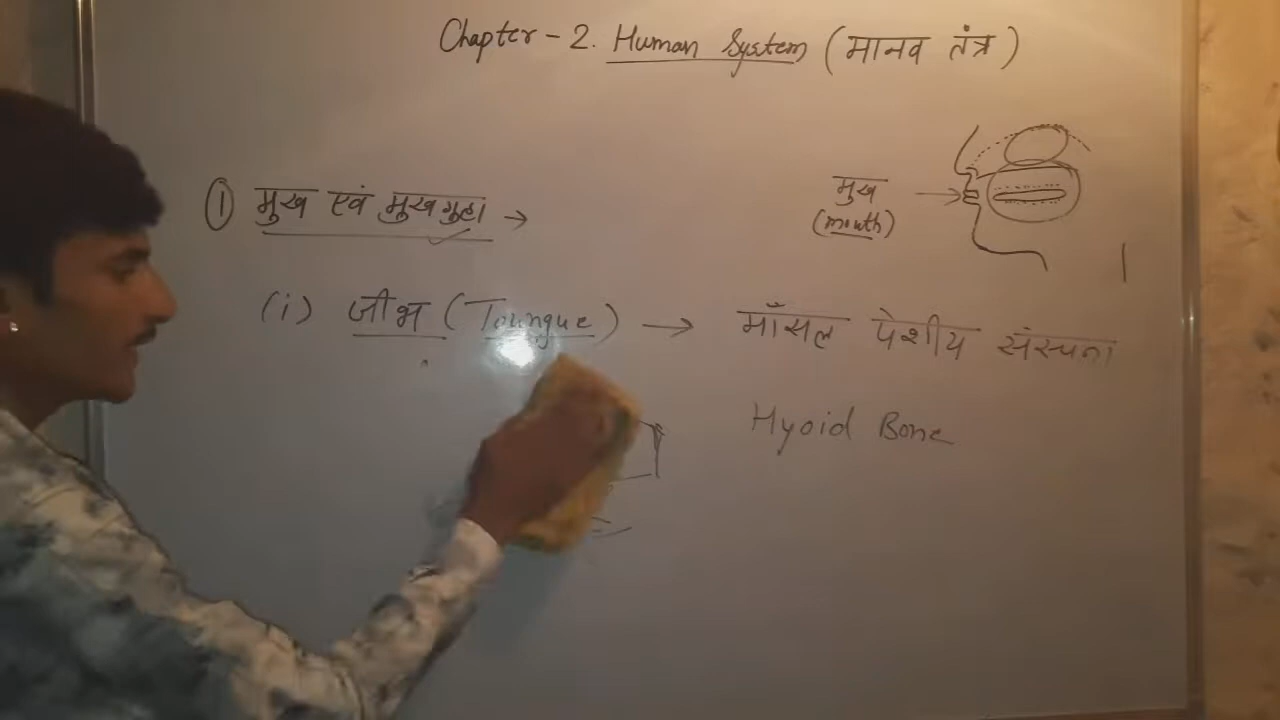 Chapter - 2. Human System (मानव तंत्र)
① मुख एवं मुखगुहा →
मुख
(mouth)
(i) जीभ (Toungue) → माँसल पेशीय संरचना
Hyoid Bone